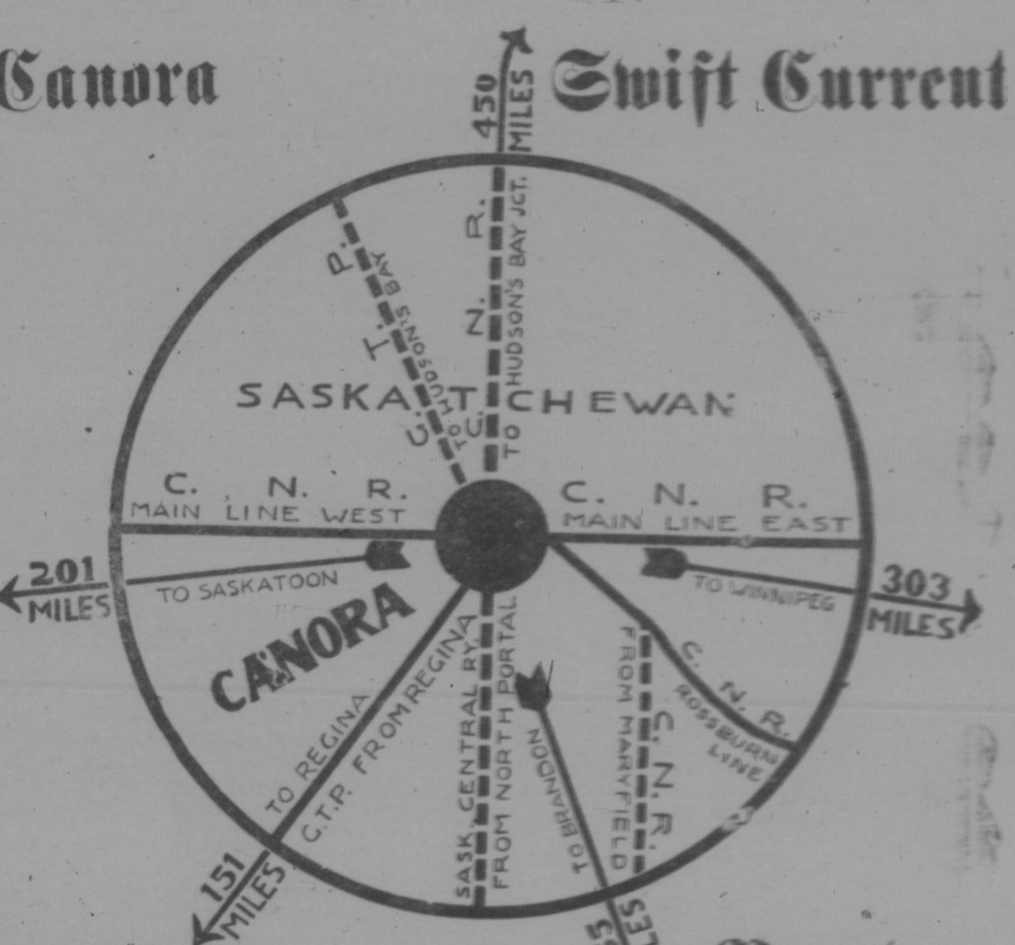 Canora
Swift Current
450
MILES
G. T. P.
TO HUDSON'S BAY
C. N. R.
TO HUDSON'S BAY JCT.
SASKATCHEWAN
C. N. R.
MAIN LINE WEST
C. N. R.
MAIN LINE EAST
201
MILES
TO SASKATOON
TO WINNIPEG
303
MILES
CANORA
TO REGINA
G.T.P. FROM REGINA
151
MILES
SASK. CENTRAL RY.
FROM NORTH PORTAL
TO BRANDON
FROM MARYFIELD
C. N. R.
C. N. R.
ROSSBURN
LINE